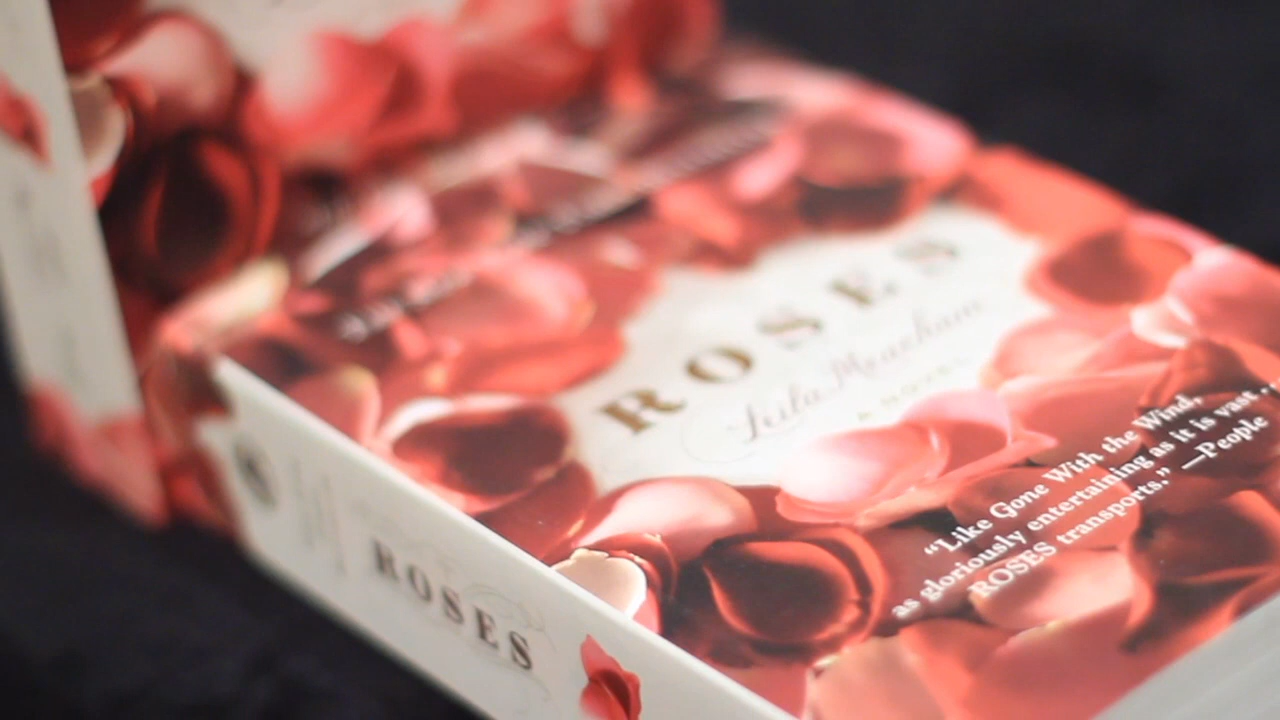 ROSES
Leila Meacham
A NOVEL
“Like Gone With the Wind,
as gloriously entertaining as it is vast . .
ROSES transports.” —People
ROSES